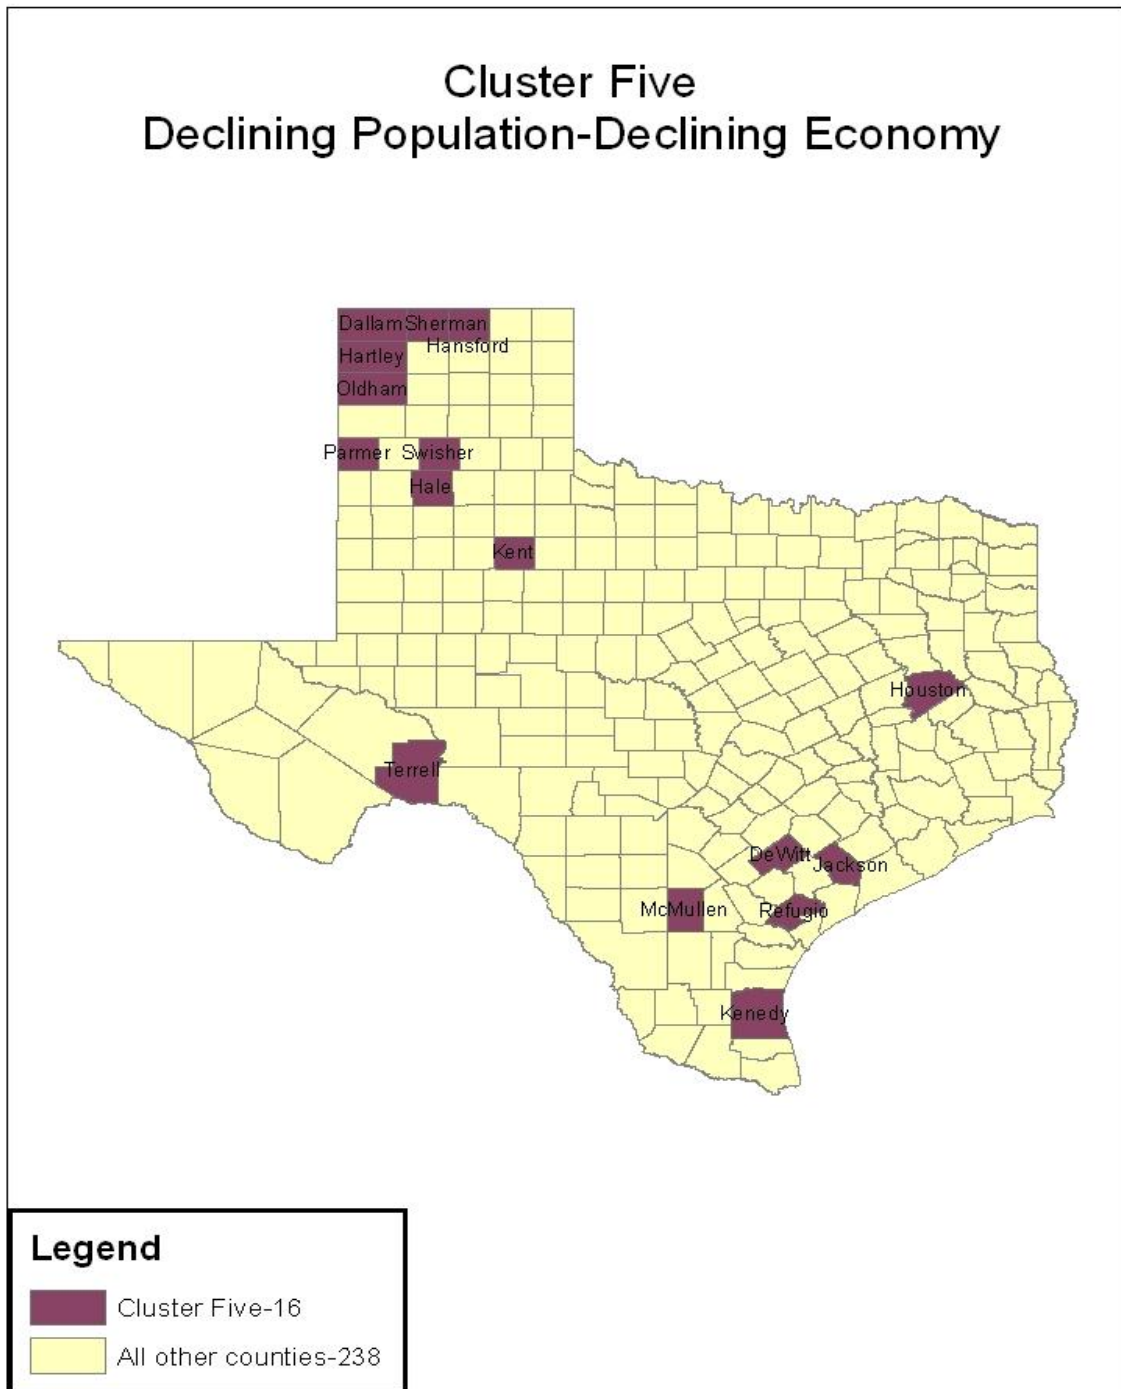 Cluster Five
Declining Population-Declining Economy
Dallam Sherman
Hansford
Hartley
Oldham
Parmer Swisher
Hale
Kent
Houston
Terrell
DeWitt
Jackson
McMullen Refugio
Kenedy
Legend
Cluster Five-16
All other counties-238